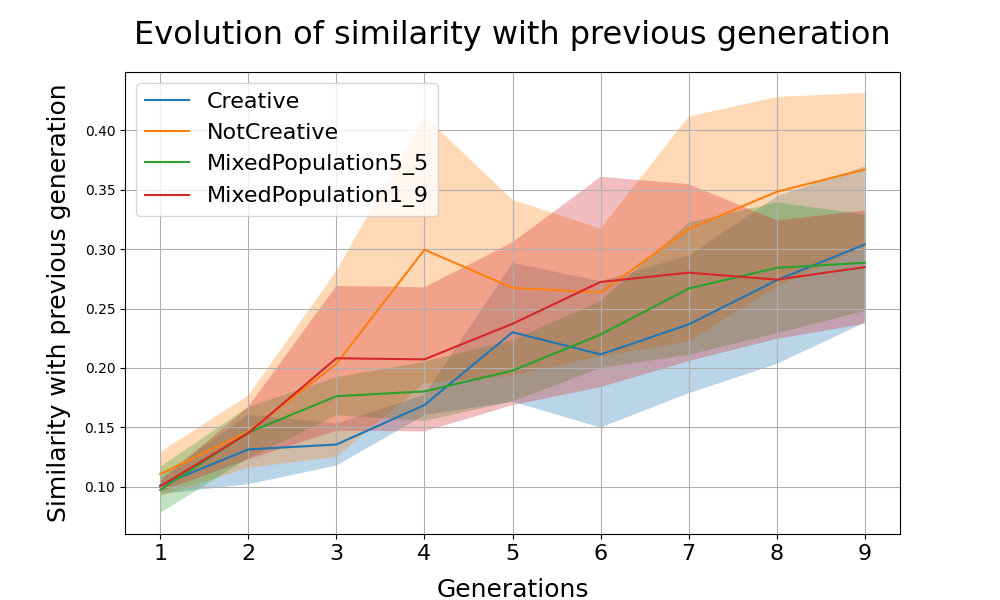 Evolution of similarity with previous generation
Similarity with previous generation
0.40
0.35
0.30
0.25
0.20
0.15
0.10
Creative
NotCreative
MixedPopulation5_5
MixedPopulation1_9
1 2 3 4 5 6 7 8 9
Generations